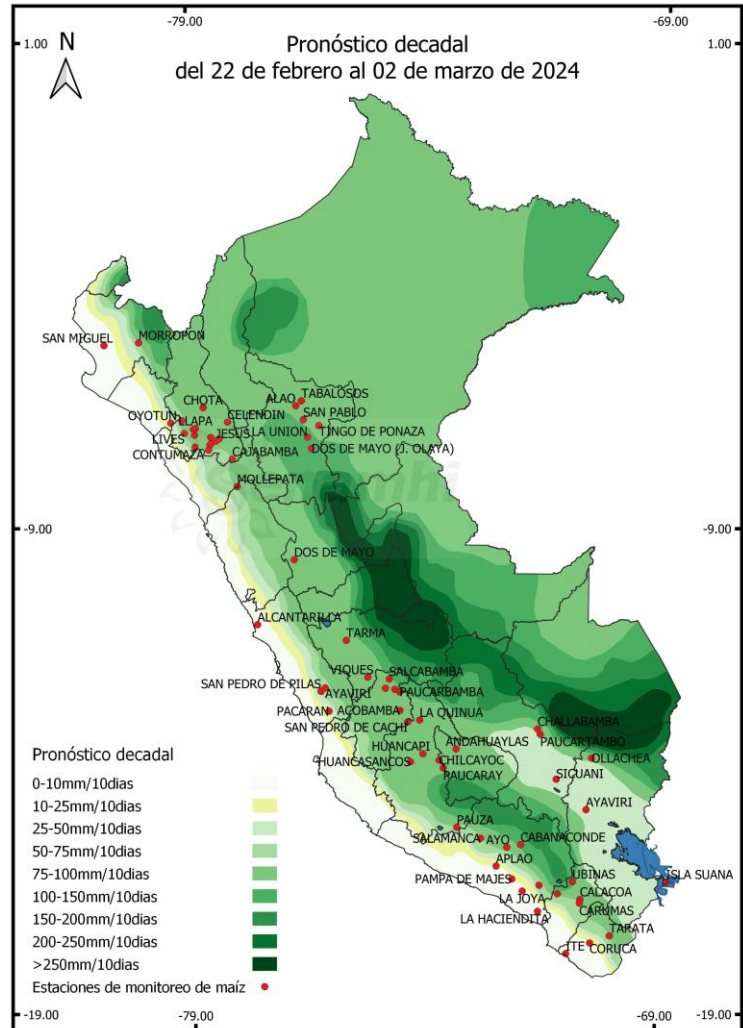 -79.00
-69.00
1.00
1.00
N
Pronóstico decadal
del 22 de febrero al 02 de marzo de 2024
SAN MIGUEL
MORROPON
ALAO
TABALOSOS
CHOTA
CELENDIN
SAN PABLO
OYOTUN
LLAPA
LIVES
JESUS
LA UNION
TINGO DE PONAZA
CONTUMAZA
CAJABAMBA
DOS DE MAYO (J. OLAYA)
MOLLEPATA
-9.00
-9.00
DOS DE MAYO
ALCANTARILLA
TARMA
VIQUES
SALCABAMBA
SAN PEDRO DE PILAS
AYAVIRI
PAUCARBAMBA
PACARAN
ACOBAMBA
LA QUINUA
SAN PEDRO DE CACHI
CHALLABAMBA
ANDAHUAYLAS
PAUCARTAMBO
HUANCAPI
HUANCASANCOS
CHILCAYOC
OLLACHEA
PAUCARAY
SICUANI
AYAVIRI
PAUZA
SALAMANCA
AYO
CABANACONDE
APLAO
PAMPA DE MAJES
UBINAS
ISLA SUANA
LA JOYA
CALACOA
CARUMAS
LA HACIENDITA
TARATA
ITE
CORUCA
Pronóstico decadal
0-10mm/10dias
10-25mm/10dias
25-50mm/10dias
50-75mm/10dias
75-100mm/10dias
100-150mm/10dias
150-200mm/10dias
200-250mm/10dias
>250mm/10dias
Estaciones de monitoreo de maíz
-19.00
-19.00
-79.00
-69.00